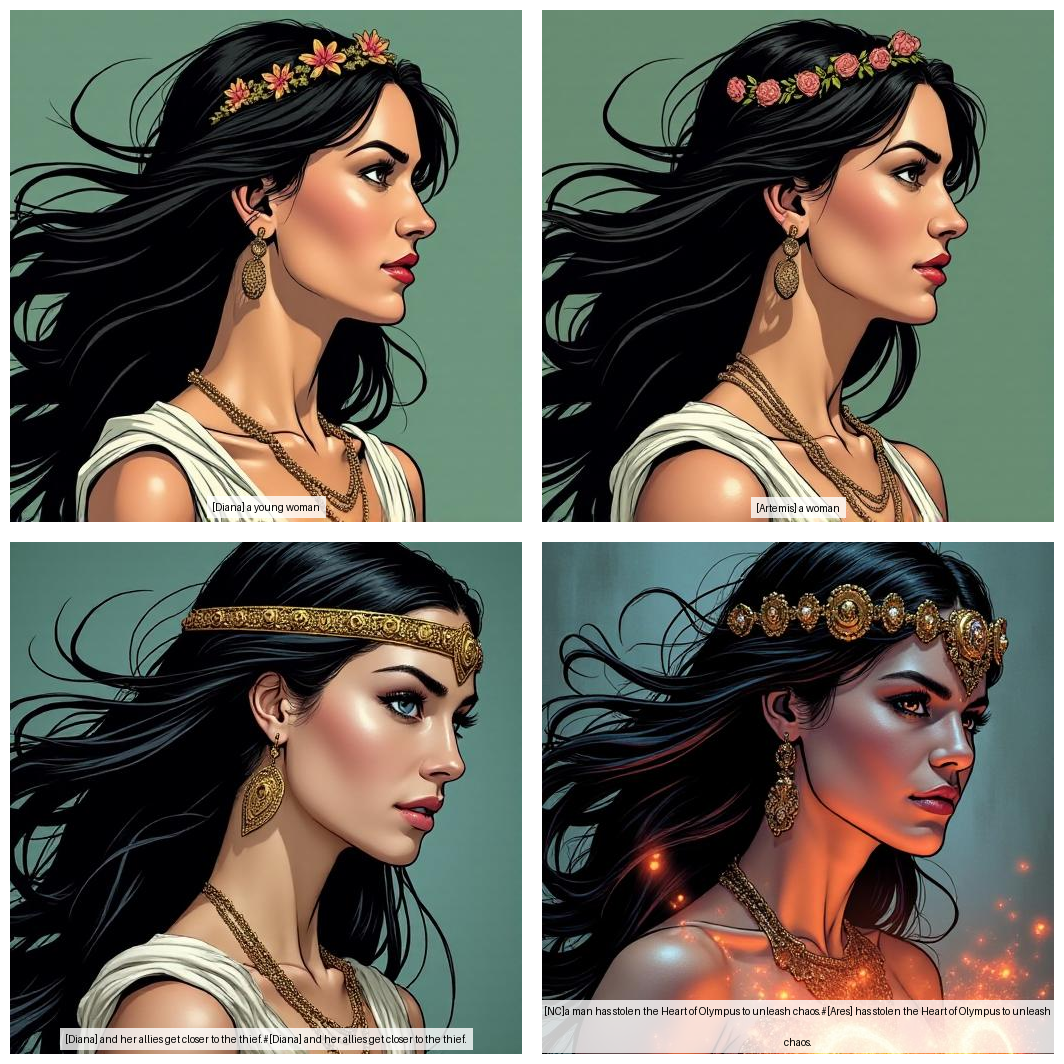 [Diana] a young woman
[Artemis] a woman
[Diana] and her allies get closer to the thief.#[Diana] and her allies get closer to the thief.
[NC]a man has stolen the Heart of Olympus to unleash chaos.#[Ares] has stolen the Heart of Olympus to unleash
chaos.